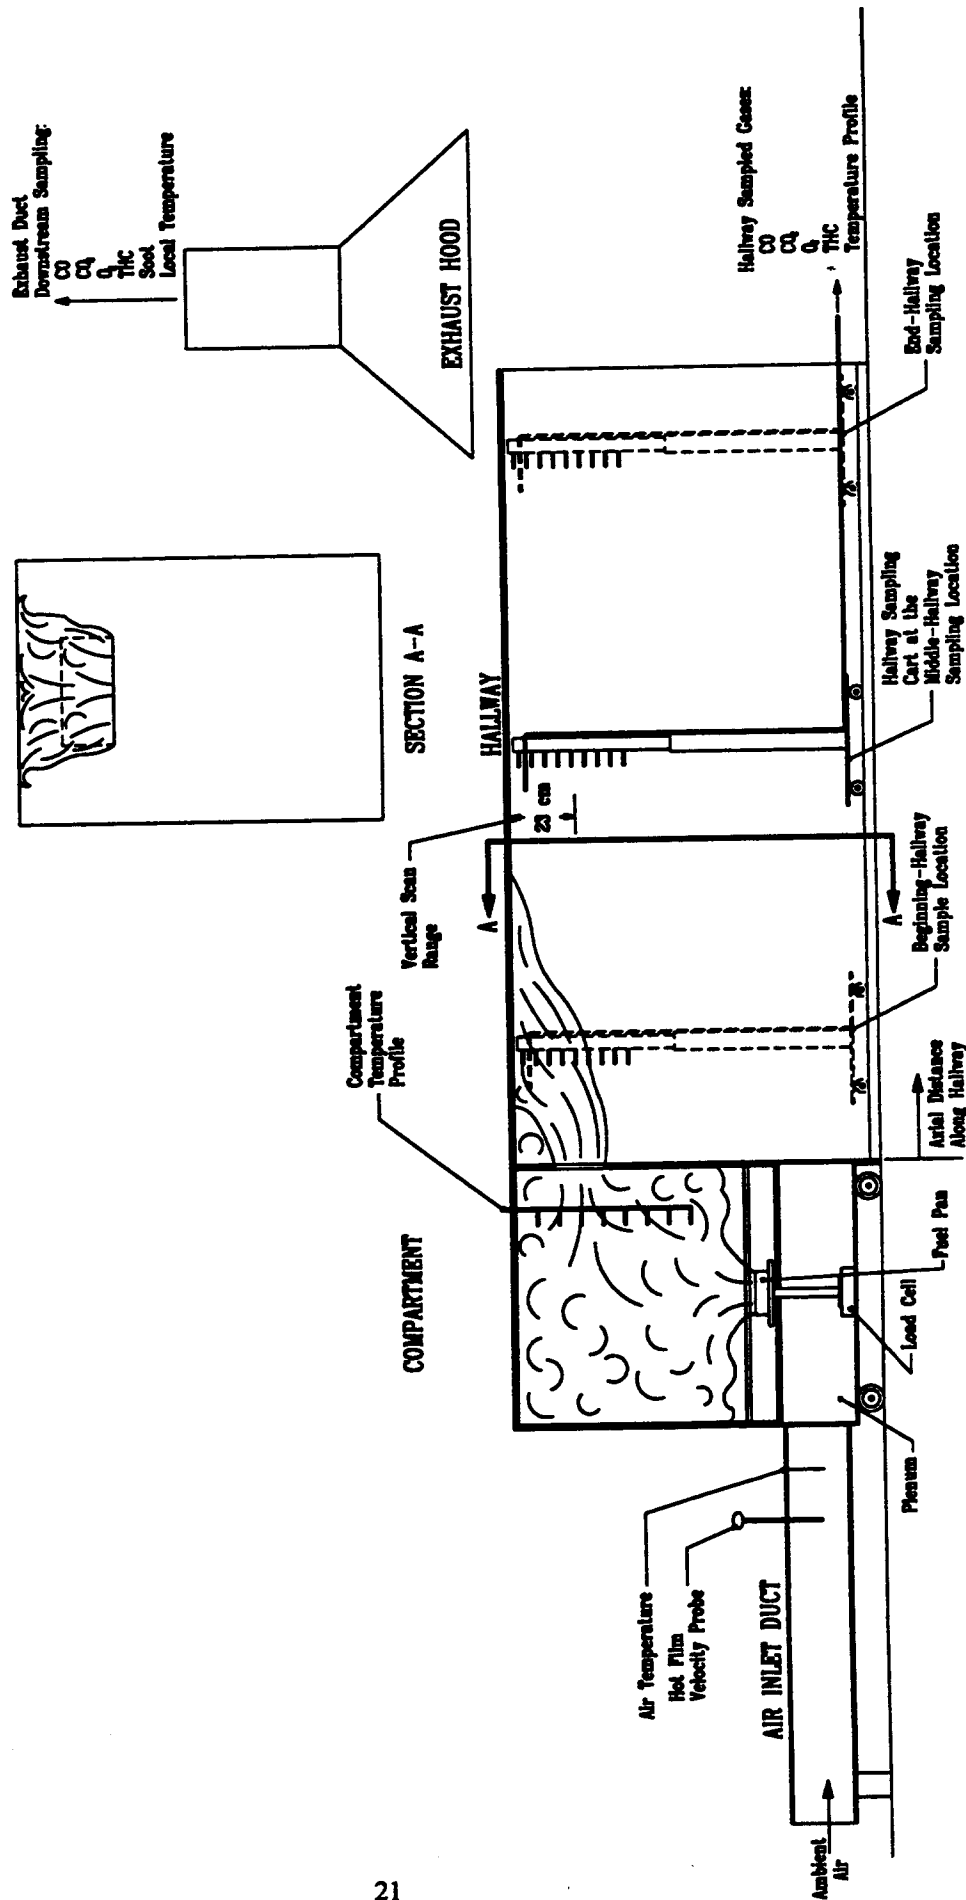 Exhaust Duct
Downstream Sampling:
CO
CO₂
O₂
THC
Soot
Local Temperature
EXHAUST HOOD
SECTION A-A
HALLWAY
Vertical Scan
Range
23 cm
A
A
Compartment
Temperature
Profile
COMPARTMENT
Hallway Sampled Gases:
CO
CO₂
O₂
THC
Temperature Profile
End-Hallway
Sampling Location
Hallway Sampling
Cart at the
Middle-Hallway
Sampling Location
Beginning-Hallway
Sample Location
Axial Distance
Along Hallway
Fuel Pan
Load Cell
Plenum
Air Temperature
Hot Film
Velocity Probe
AIR INLET DUCT
Ambient
Air
21